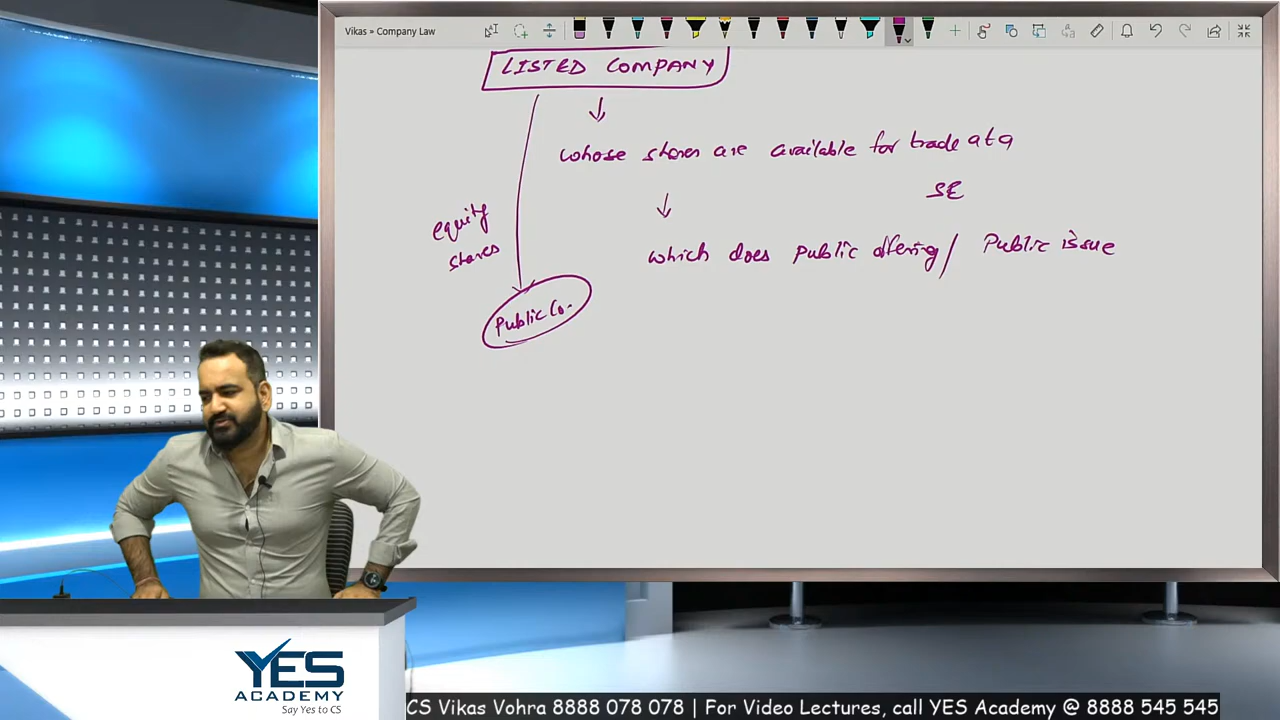 Vikas » Company Law
LISTED COMPANY
whose shares are available for trade at a
SE
equity
shares
which does public offering / Public issue
Public Co.
YES
ACADEMY
Say Yes to CS
CS Vikas Vohra 8888 078 078 | For Video Lectures, call YES Academy @ 8888 545 545